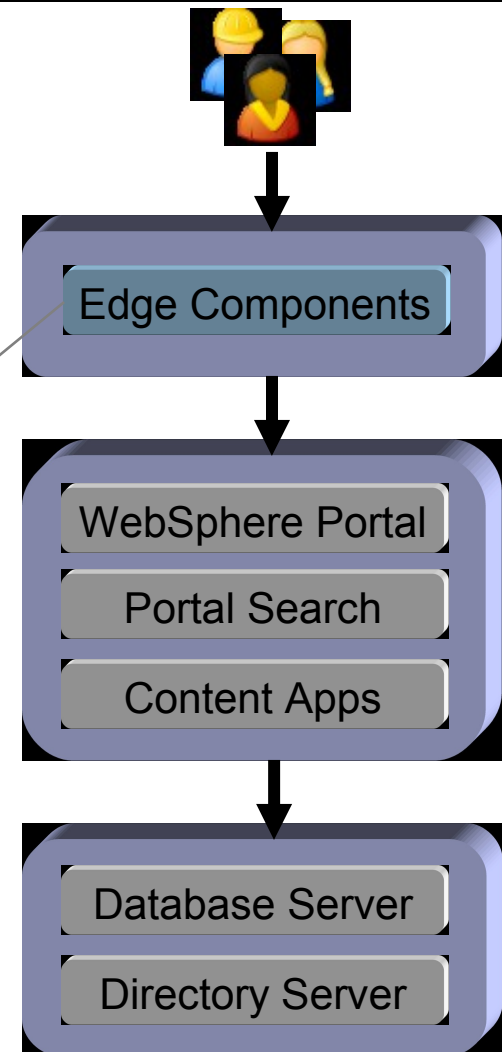 Edge Components
WebSphere Portal
Portal Search
Content Apps
Database Server
Directory Server